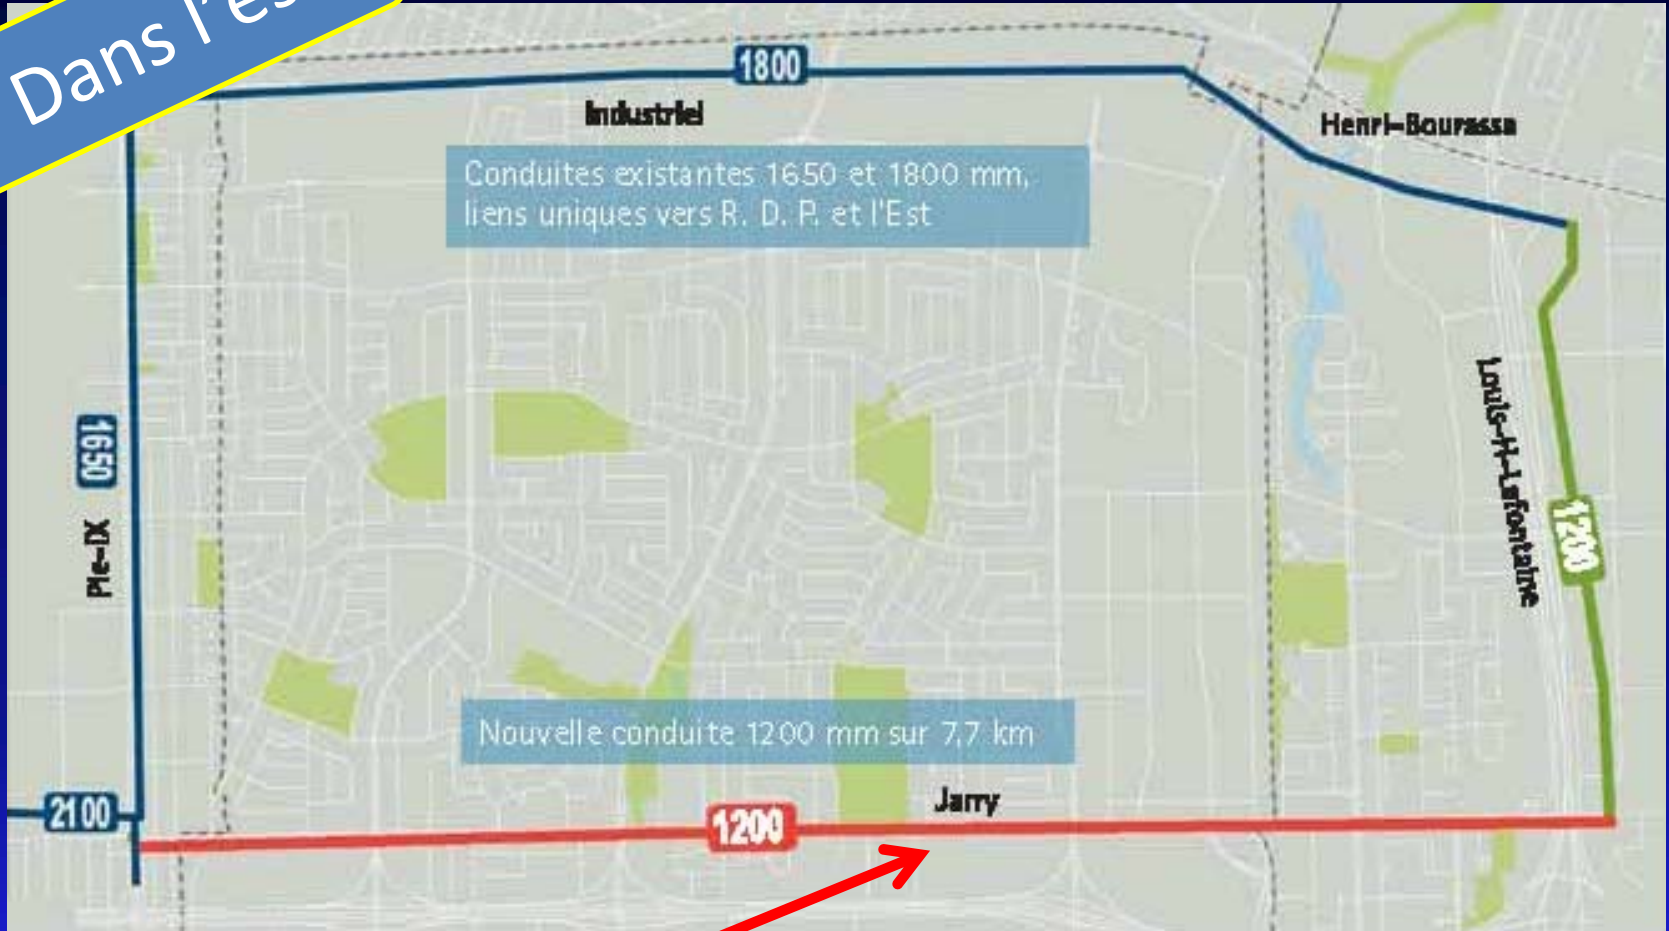 Dans l'es
1800
Industriel
Henri-Bourassa
Conduites existantes 1650 et 1800 mm,
liens uniques vers R. D. P. et l'Est
1650
Pie-IX
Louis-H-Lafontaine
1200
Nouvelle conduite 1200 mm sur 7,7 km
2100
1200
Jarry